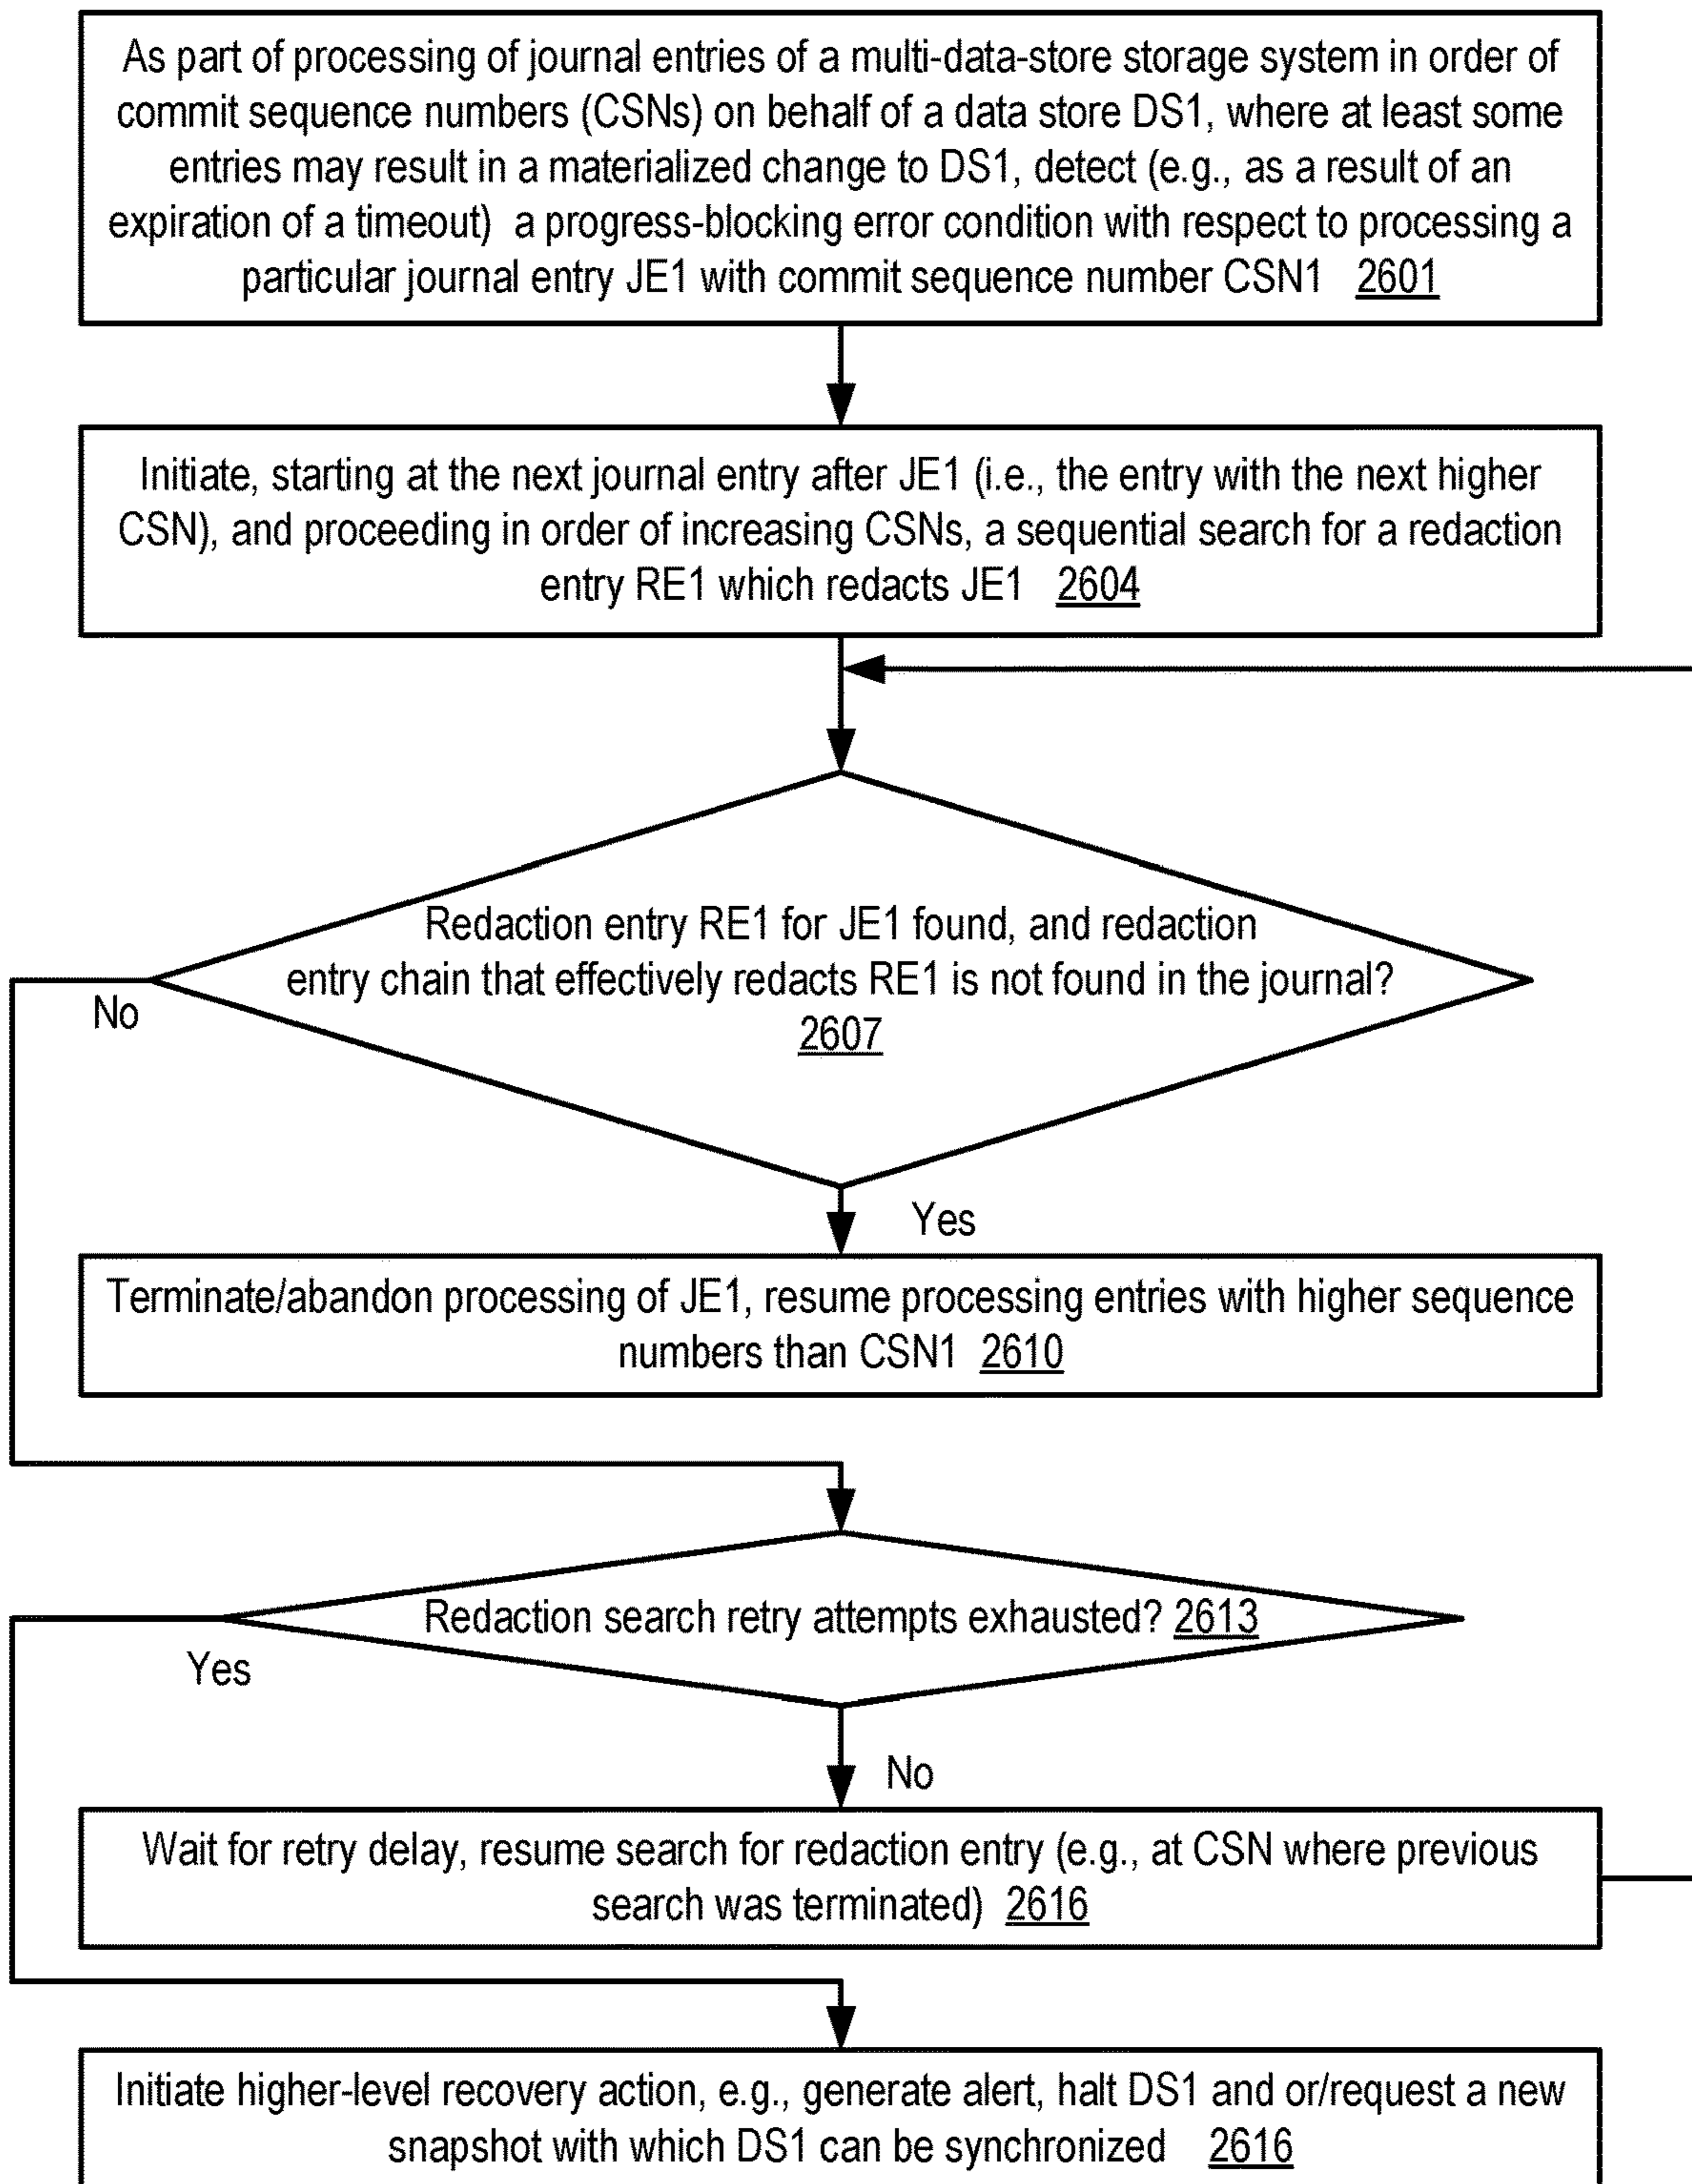 As part of processing of journal entries of a multi-data-store storage system in order of
commit sequence numbers (CSNs) on behalf of a data store DS1, where at least some
entries may result in a materialized change to DS1, detect (e.g., as a result of an
expiration of a timeout) a progress-blocking error condition with respect to processing a
particular journal entry JE1 with commit sequence number CSN1 2601
Initiate, starting at the next journal entry after JE1 (i.e., the entry with the next higher
CSN), and proceeding in order of increasing CSNs, a sequential search for a redaction
entry RE1 which redacts JE1 2604
Redaction entry RE1 for JE1 found, and redaction
entry chain that effectively redacts RE1 is not found in the journal?
2607
No
Yes
Terminate/abandon processing of JE1, resume processing entries with higher sequence
numbers than CSN1 2610
Redaction search retry attempts exhausted? 2613
Yes
No
Wait for retry delay, resume search for redaction entry (e.g., at CSN where previous
search was terminated) 2616
Initiate higher-level recovery action, e.g., generate alert, halt DS1 and or/request a new
snapshot with which DS1 can be synchronized 2616